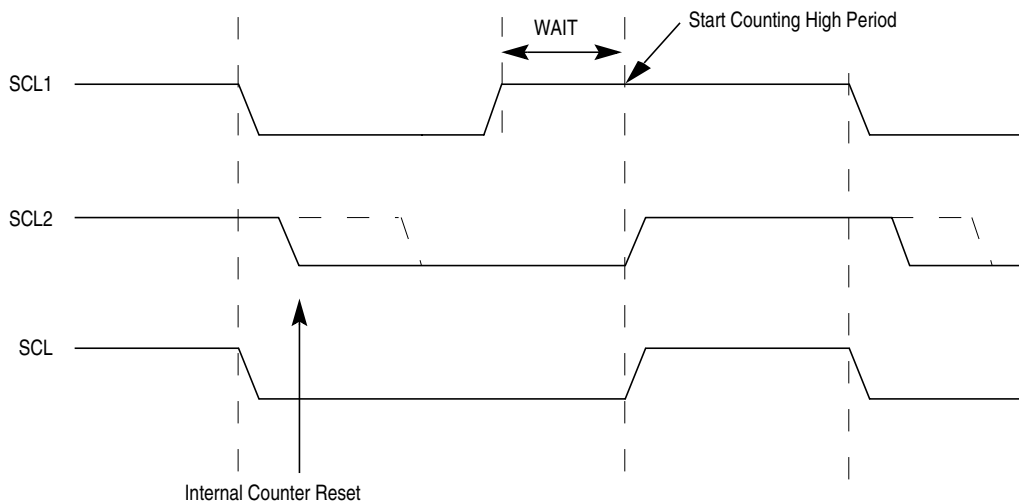 Start Counting High Period
WAIT
SCL1
SCL2
SCL
Internal Counter Reset